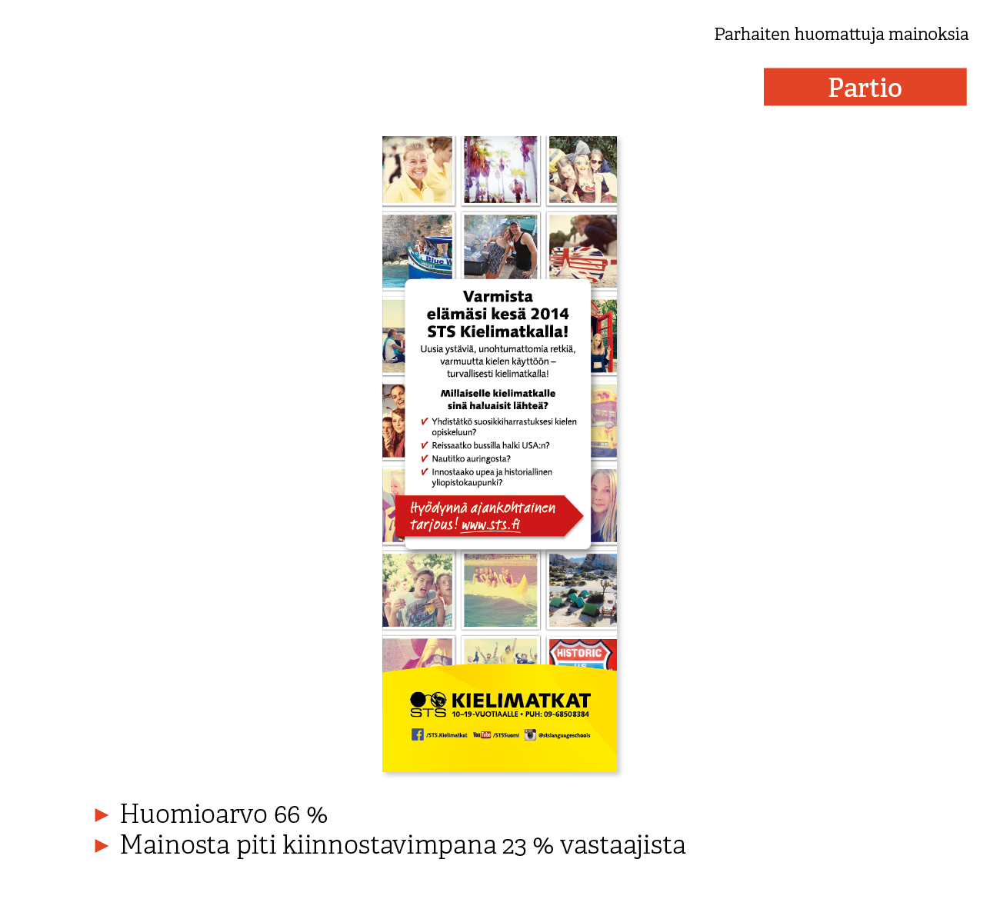 Parhaiten huomattuja mainoksia
Partio
Blue W
Varmista
elämäsi kesä 2014
STS Kielimatkalla!
Uusia ystäviä, unohtumattomia retkiä,
varmuutta kielen käyttöön –
turvallisesti kielimatkalla!
Millaiselle kielimatkalle
sinä haluaisit lähteä?
✔ Yhdistätkö suosikkiharrastuksesi kielen
opiskeluun?
✔ Reissaatko bussilla halki USA:n?
✔ Nautitko auringosta?
✔ Innostaako upea ja historiallinen
yliopistokaupunki?
Hyödynnä ajankohtainen
tarjous! www.sts.fi
HISTORIC
U.S
STS KIELIMATKAT
10–19-VUOTIAALLE • PUH: 09-68508384
/STS.Kielimatkat YouTube /STSSuomi @stslanguageschools
► Huomioarvo 66 %
► Mainosta piti kiinnostavimpana 23 % vastaajista